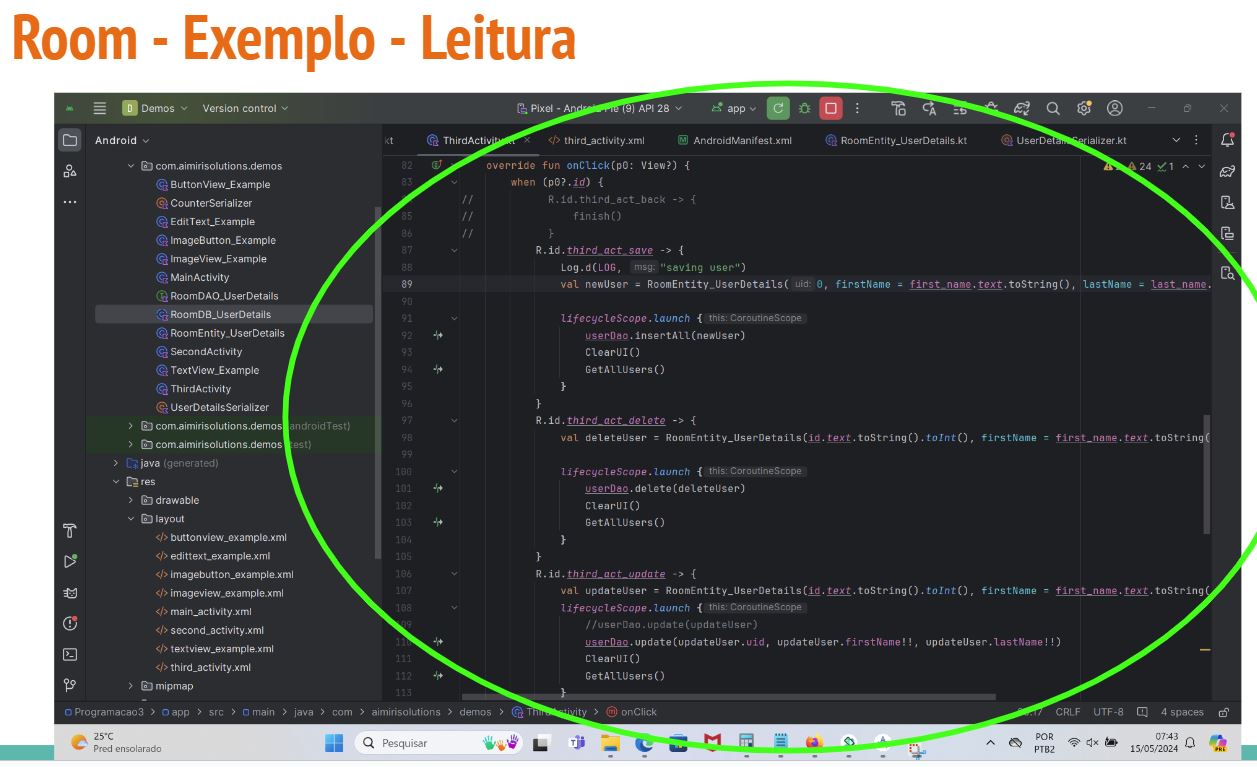 Room - Exemplo - Leitura
D Demos Version control Pixel - Android Pie (9) API 28 app
Android
kt ThirdActivity.kt third_activity.xml AndroidManifest.xml RoomEntity_UserDetails.kt UserDetailsSerializer.kt
com.aimirisolutions.demos
ButtonView_Example
CounterSerializer
EditText_Example
ImageButton_Example
ImageView_Example
MainActivity
RoomDAO_UserDetails
RoomDB_UserDetails
RoomEntity_UserDetails
SecondActivity
TextView_Example
ThirdActivity
UserDetailsSerializer
com.aimirisolutions.demos (androidTest)
com.aimirisolutions.demos (test)
java (generated)
res
drawable
layout
buttonview_example.xml
edittext_example.xml
imagebutton_example.xml
imageview_example.xml
main_activity.xml
second_activity.xml
textview_example.xml
third_activity.xml
mipmap
24 1
82 override fun onClick(p0: View?) {
83 when (p0?.id) {
// R.id.third_act_back -> {
85 // finish()
86 // }
87 R.id.third_act_save -> {
88 Log.d(LOG, msg: "saving user")
89 val newUser = RoomEntity_UserDetails( uid: 0, firstName = first_name.text.toString(), lastName = last_name.
90
91 lifecycleScope.launch { this: CoroutineScope
92 userDao.insertAll(newUser)
93 ClearUI()
94 GetAllUsers()
95 }
96 }
97 R.id.third_act_delete -> {
98 val deleteUser = RoomEntity_UserDetails(id.text.toString().toInt(), firstName = first_name.text.toString(
99
100 lifecycleScope.launch { this: CoroutineScope
101 userDao.delete(deleteUser)
102 ClearUI()
103 GetAllUsers()
104 }
105 }
106 R.id.third_act_update -> {
107 val updateUser = RoomEntity_UserDetails(id.text.toString().toInt(), firstName = first_name.text.toString(
108 lifecycleScope.launch { this: CoroutineScope
109 //userDao.update(updateUser)
110 userDao.update(updateUser.uid, updateUser.firstName!!, updateUser.lastName!!)
111 ClearUI()
112 GetAllUsers()
113 }
Programacao3 > app > src > main > java > com > aimirisolutions > demos > ThirdActivity > onClick CRLF UTF-8 4 spaces
25°C
Pred ensolarado
Pesquisar
POR
PTB2
07:43
15/05/2024